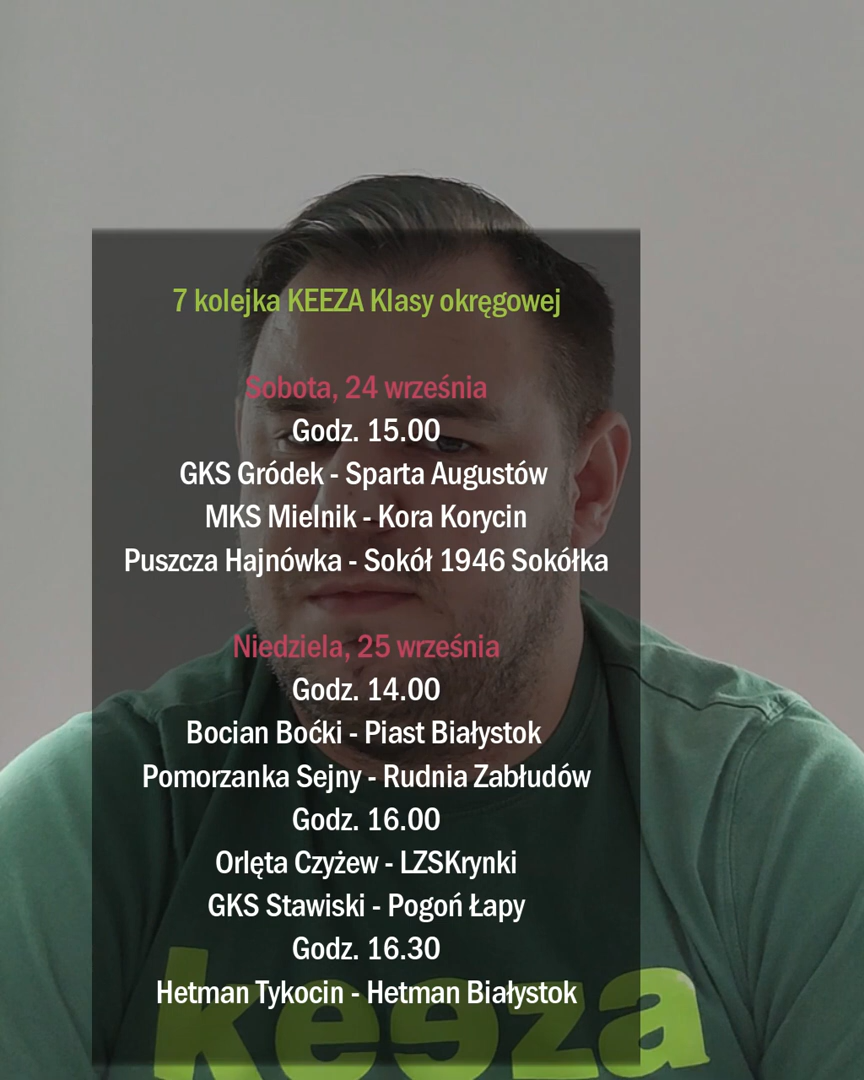 7 kolejka KEEZA Klasy okręgowej
Sobota, 24 września
Godz. 15.00
GKS Gródek - Sparta Augustów
MKS Mielnik - Kora Korycin
Puszcza Hajnówka - Sokół 1946 Sokółka
Niedziela, 25 września
Godz. 14.00
Bocian Boćki - Piast Białystok
Pomorzanka Sejny - Rudnia Zabłudów
Godz. 16.00
Orlęta Czyżew - LZSKrynki
GKS Stawiski - Pogoń Łapy
Godz. 16.30
Hetman Tykocin - Hetman Białystok
keeza